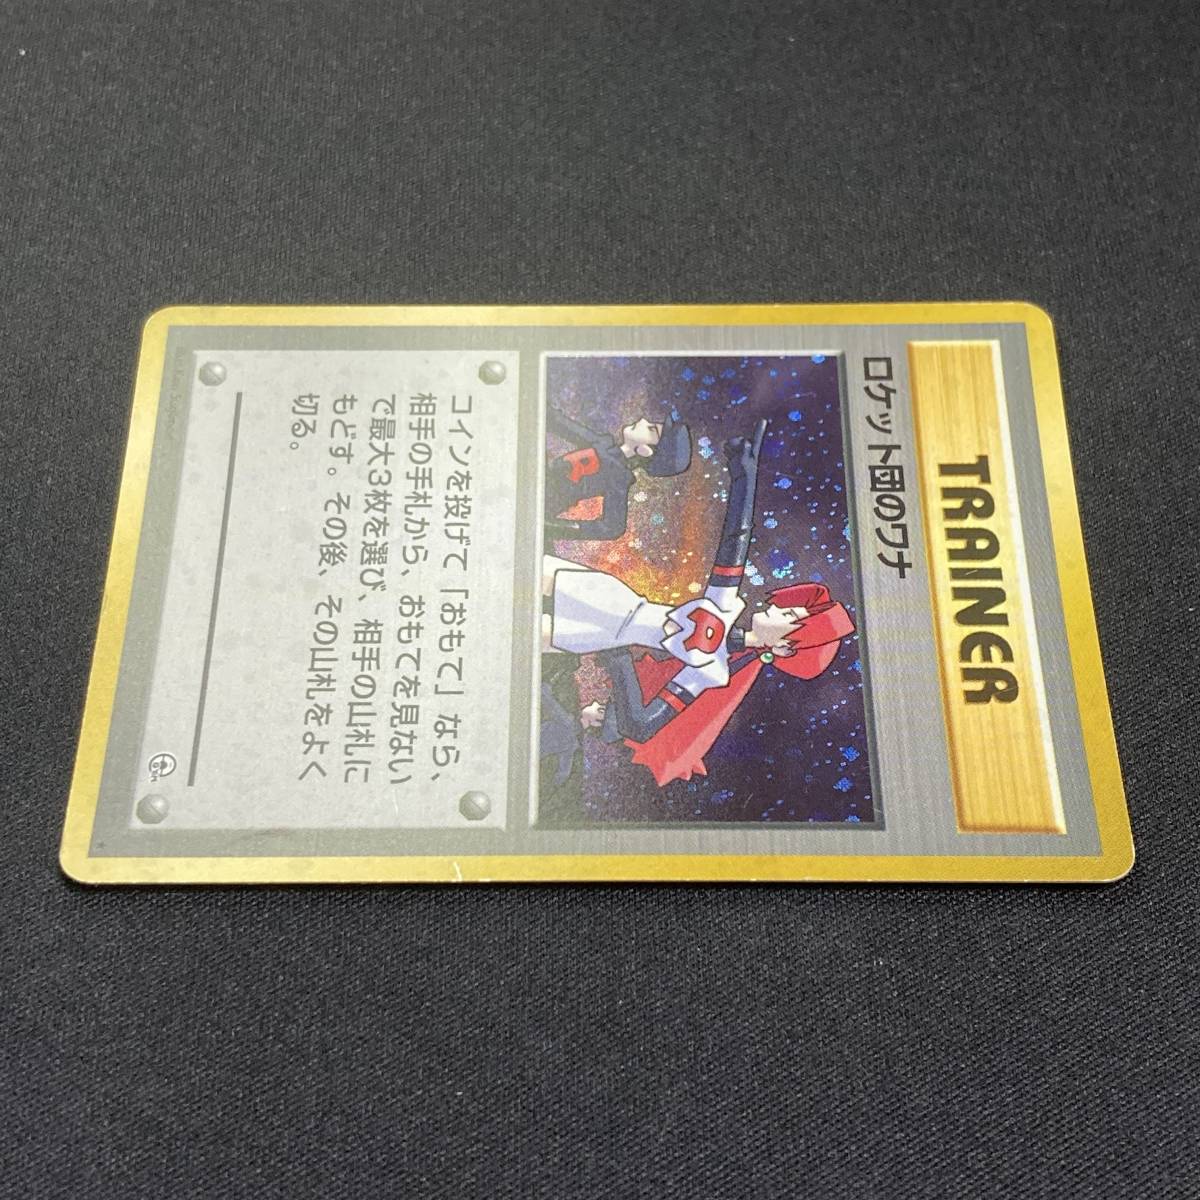 TRAINER
ロケット団のワナ
R
R
コインを投げて「おもて」なら、
相手の手札から、おもてを見ない
で最大3枚を選び、相手の山札に
もどす。その後、その山札をよく
切る。